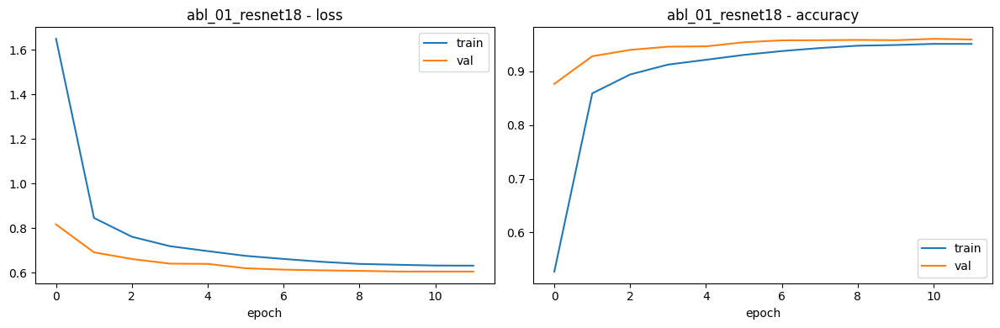 abl_01_resnet18 - loss
train
val
1.6
1.4
1.2
1.0
0.8
0.6
0 2 4 6 8 10
epoch
abl_01_resnet18 - accuracy
0.9
0.8
0.7
0.6
train
val
0 2 4 6 8 10
epoch